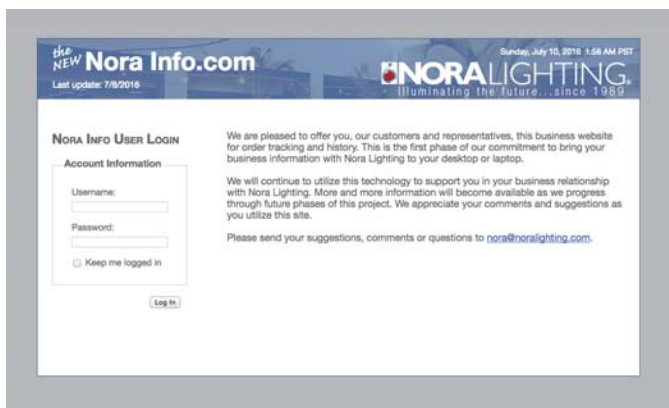 the
NEW Nora Info.com
Last update: 7/8/2016
Sunday, July 10, 2016 1:58 AM PST
NORALIGHTING®
Illuminating the future...since 1989
NORA INFO USER LOGIN
Account Information
Username:
Password:
Keep me logged in
Log In
We are pleased to offer you, our customers and representatives, this business website
for order tracking and history. This is the first phase of our commitment to bring your
business information with Nora Lighting to your desktop or laptop.
We will continue to utilize this technology to support you in your business relationship
with Nora Lighting. More and more information will become available as we progress
through future phases of this project. We appreciate your comments and suggestions as
you utilize this site.
Please send your suggestions, comments or questions to nora@noralighting.com.